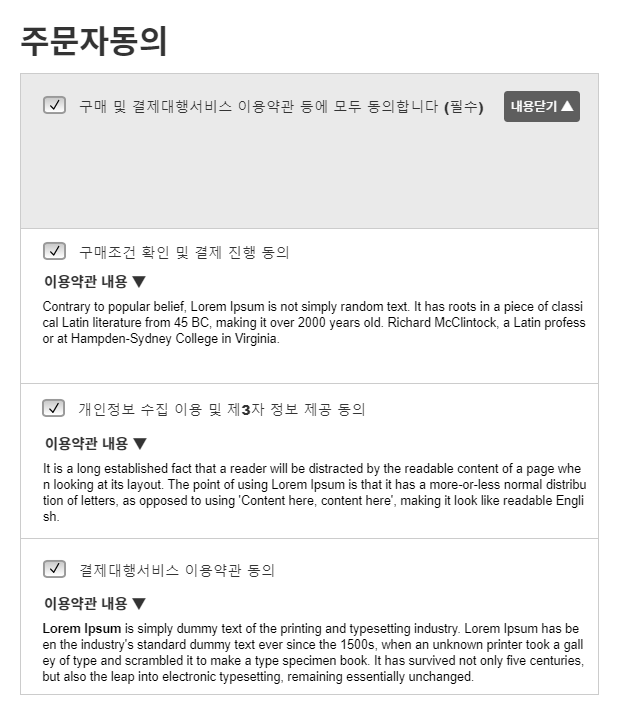 주문자동의
구매 및 결제대행서비스 이용약관 등에 모두 동의합니다 (필수) 내용닫기 ▲
구매조건 확인 및 결제 진행 동의
이용약관 내용 ▼
Contrary to popular belief, Lorem Ipsum is not simply random text. It has roots in a piece of classi
cal Latin literature from 45 BC, making it over 2000 years old. Richard McClintock, a Latin profess
or at Hampden-Sydney College in Virginia.
개인정보 수집 이용 및 제3자 정보 제공 동의
이용약관 내용 ▼
It is a long established fact that a reader will be distracted by the readable content of a page whe
n looking at its layout. The point of using Lorem Ipsum is that it has a more-or-less normal distribu
tion of letters, as opposed to using 'Content here, content here', making it look like readable Engli
sh.
결제대행서비스 이용약관 동의
이용약관 내용 ▼
Lorem Ipsum is simply dummy text of the printing and typesetting industry. Lorem Ipsum has be
en the industry's standard dummy text ever since the 1500s, when an unknown printer took a gall
ey of type and scrambled it to make a type specimen book. It has survived not only five centuries,
but also the leap into electronic typesetting, remaining essentially unchanged.